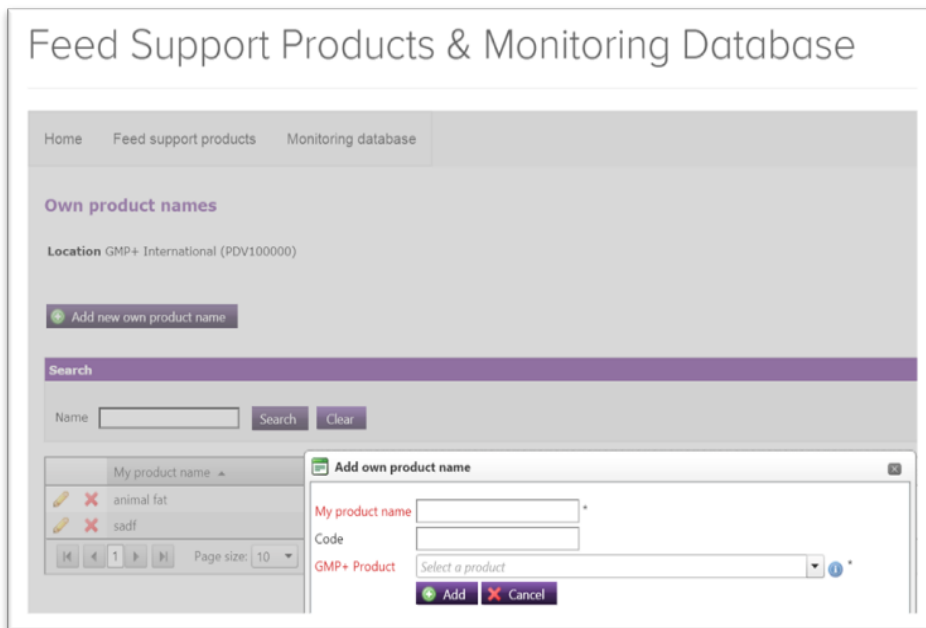 Feed Support Products & Monitoring Database
Home Feed support products Monitoring database
Own product names
Location GMP+ International (PDV100000)
Add new own product name
Search
Name Search Clear
My product name
animal fat
sadf
1 Page size: 10
Add own product name
My product name *
Code
GMP+ Product Select a product *
Add Cancel